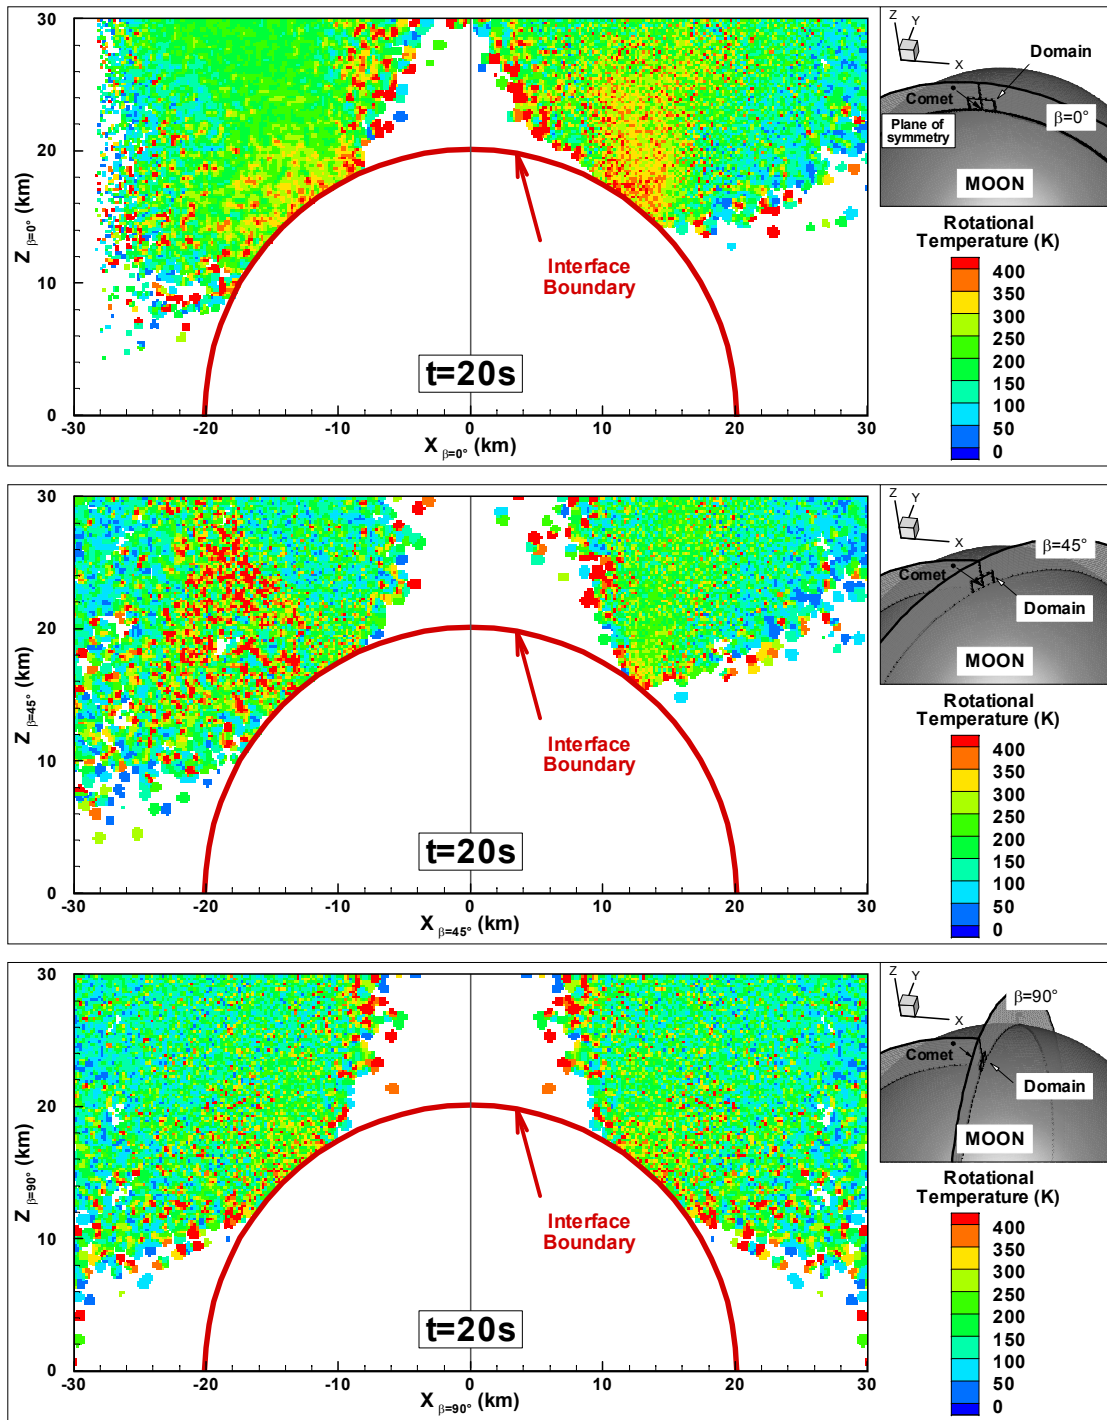 30
20
10
0
Z β=0° (km)
-30
-20
-10
0
10
20
30
X β=0° (km)
Interface
Boundary
t=20s
Z
Y
X
Domain
Comet
β=0°
Plane of
symmetry
MOON
Rotational
Temperature (K)
400
350
300
250
200
150
100
50
0
30
20
10
0
Z β=45° (km)
-30
-20
-10
0
10
20
30
X β=45° (km)
Interface
Boundary
t=20s
Z
Y
X
β=45°
Comet
Domain
MOON
Rotational
Temperature (K)
400
350
300
250
200
150
100
50
0
30
20
10
0
Z β=90° (km)
-30
-20
-10
0
10
20
30
X β=90° (km)
Interface
Boundary
t=20s
Z
Y
X
β=90°
Comet
Domain
MOON
Rotational
Temperature (K)
400
350
300
250
200
150
100
50
0